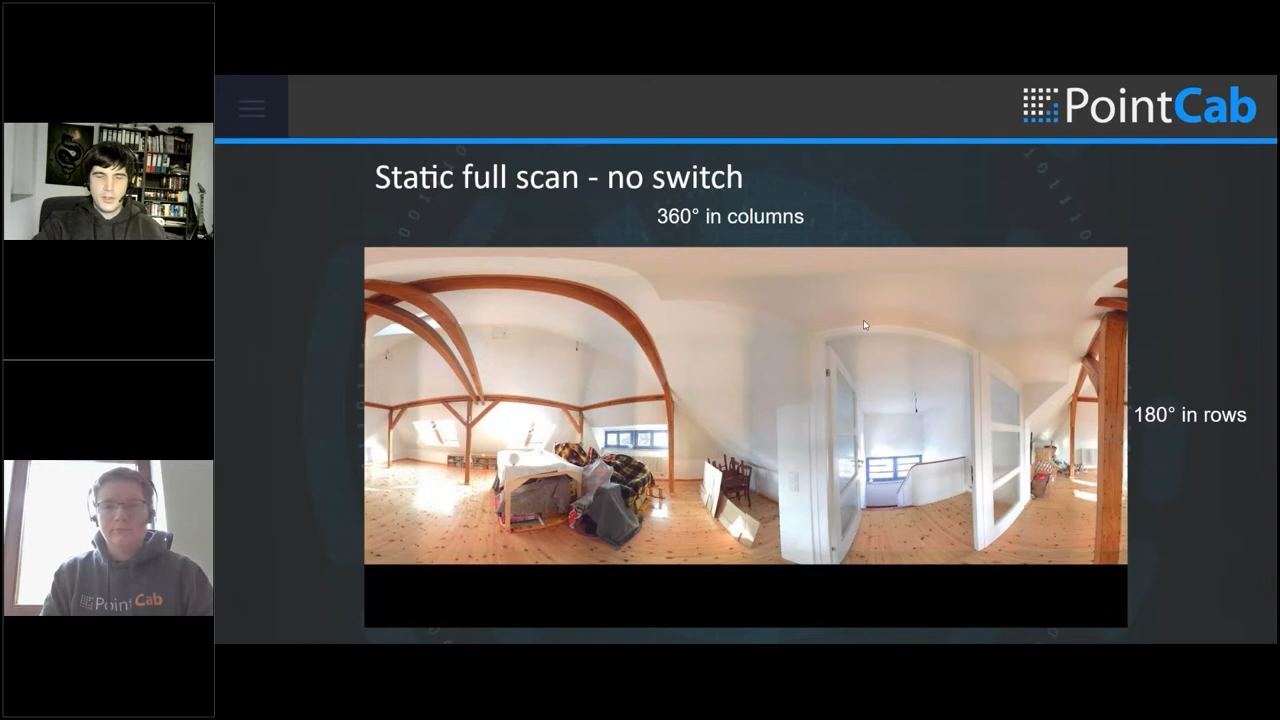 PointCab
Static full scan - no switch
360° in columns
180° in rows
PointCab